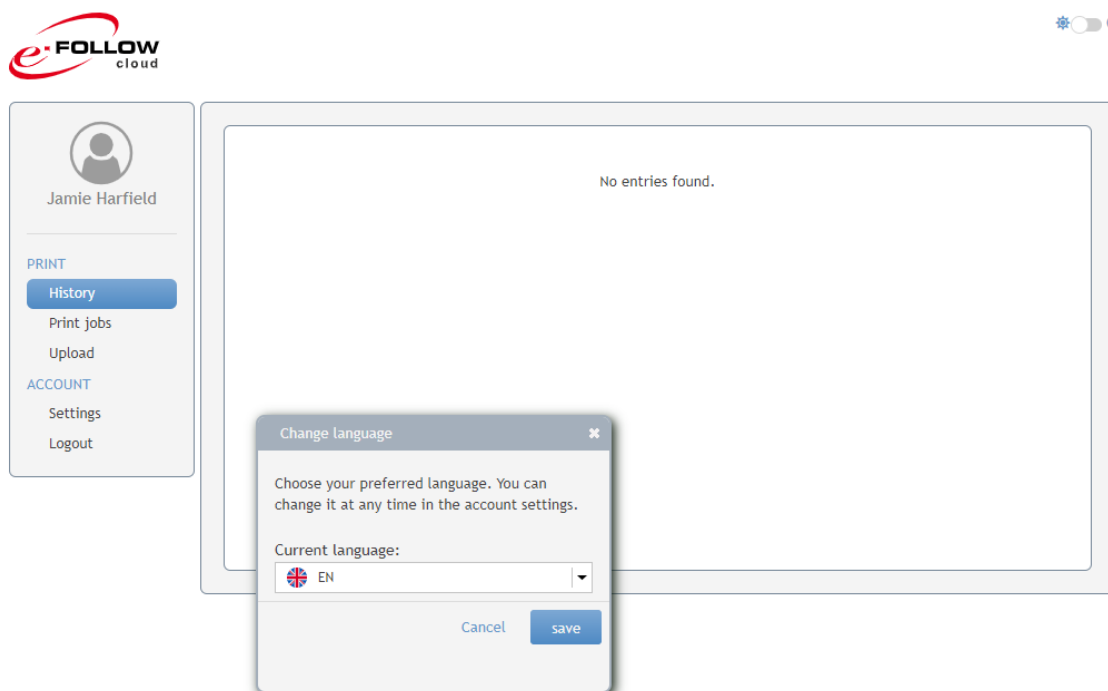 e-FOLLOW
cloud
Jamie Harfield
PRINT
History
Print jobs
Upload
ACCOUNT
Settings
Logout
No entries found.
Change language
Choose your preferred language. You can
change it at any time in the account settings.
Current language:
EN
Cancel
save